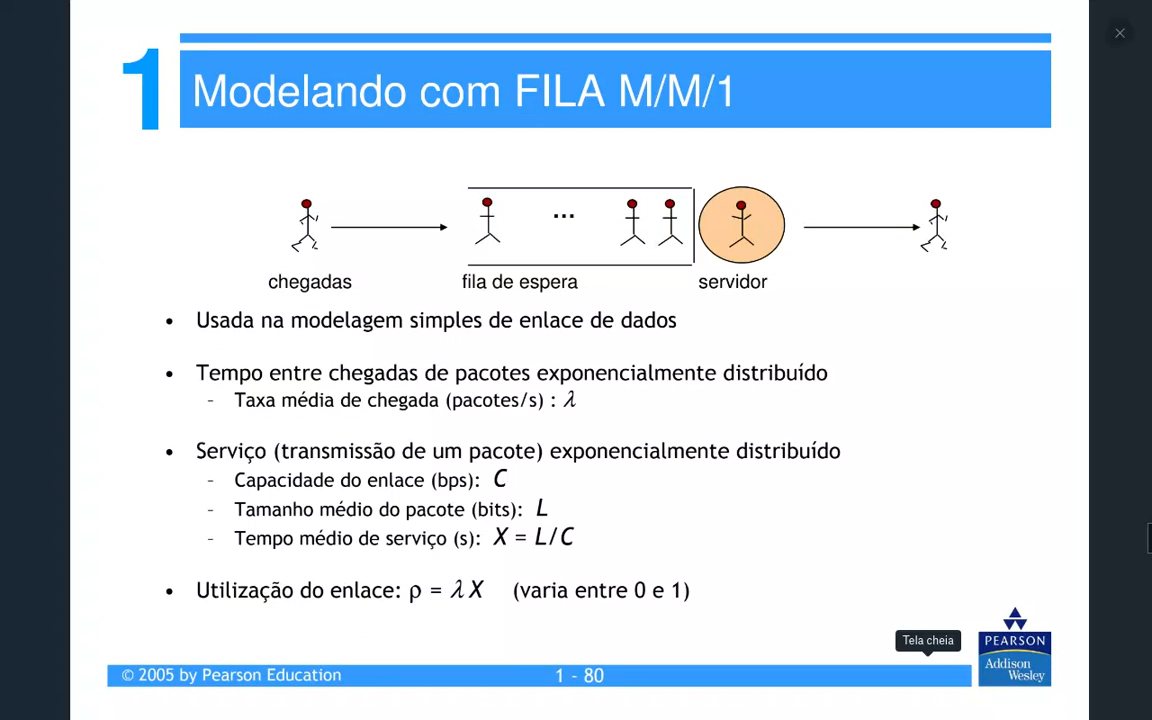 1
Modelando com FILA M/M/1
...
chegadas
fila de espera
servidor
• Usada na modelagem simples de enlace de dados
• Tempo entre chegadas de pacotes exponencialmente distribuído
- Taxa média de chegada (pacotes/s) : λ
• Serviço (transmissão de um pacote) exponencialmente distribuído
- Capacidade do enlace (bps): C
- Tamanho médio do pacote (bits): L
- Tempo médio de serviço (s): X = L/C
• Utilização do enlace: ρ = λ X (varia entre 0 e 1)
Tela cheia
PEARSON
Addison
Wesley
© 2005 by Pearson Education
1 - 80